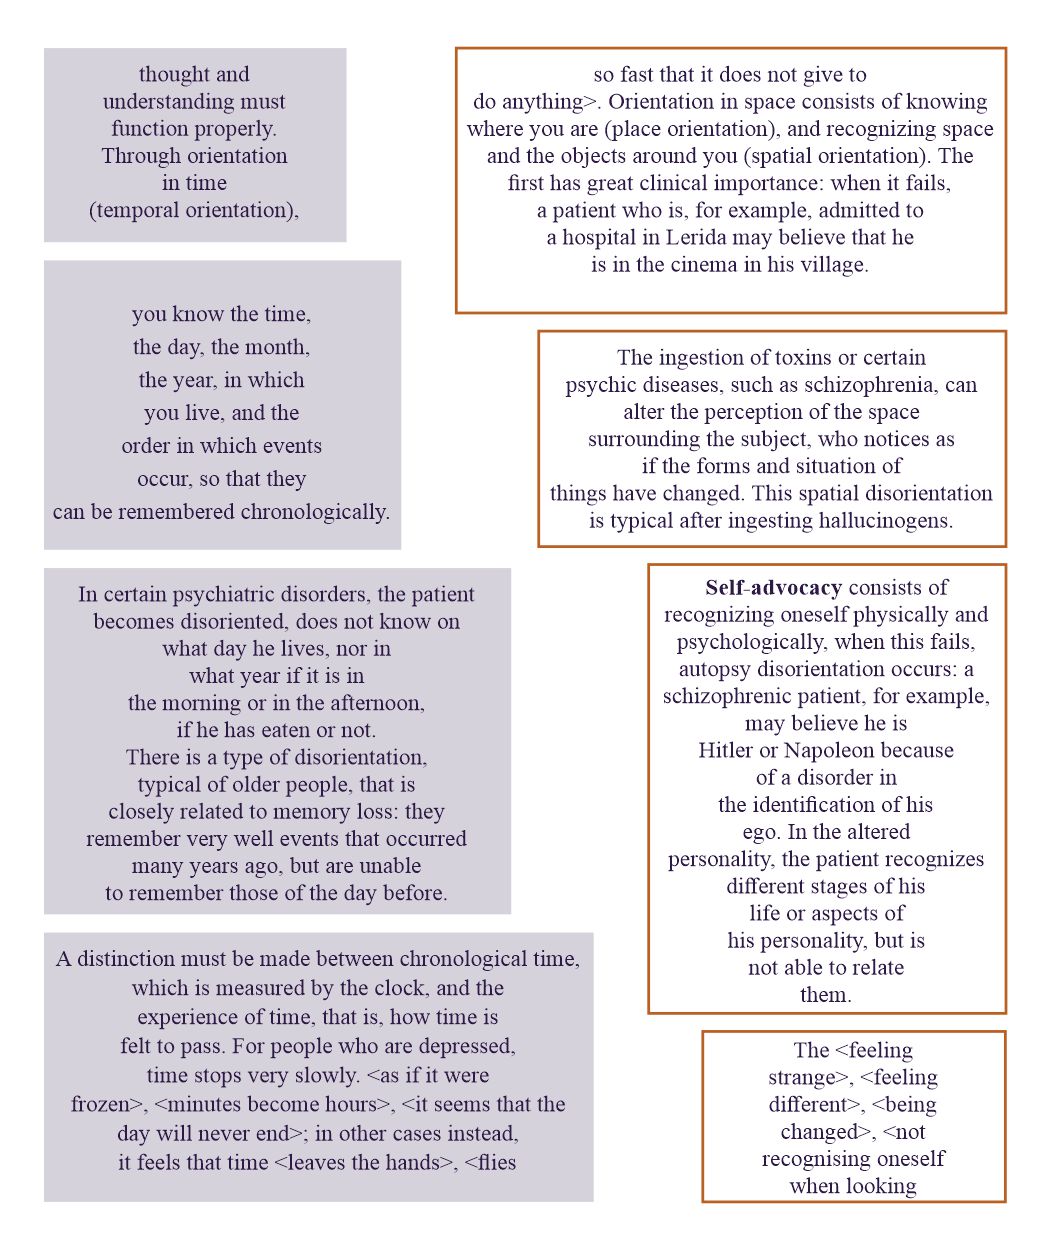 thought and
understanding must
function properly.
Through orientation
in time
(temporal orientation),
you know the time,
the day, the month,
the year, in which
you live, and the
order in which events
occur, so that they
can be remembered chronologically.
In certain psychiatric disorders, the patient
becomes disoriented, does not know on
what day he lives, nor in
what year if it is in
the morning or in the afternoon,
if he has eaten or not.
There is a type of disorientation,
typical of older people, that is
closely related to memory loss: they
remember very well events that occurred
many years ago, but are unable
to remember those of the day before.
A distinction must be made between chronological time,
which is measured by the clock, and the
experience of time, that is, how time is
felt to pass. For people who are depressed,
time stops very slowly. <as if it were
frozen>, <minutes become hours>, <it seems that the
day will never end>; in other cases instead,
it feels that time <leaves the hands>, <flies
so fast that it does not give to
do anything>. Orientation in space consists of knowing
where you are (place orientation), and recognizing space
and the objects around you (spatial orientation). The
first has great clinical importance: when it fails,
a patient who is, for example, admitted to
a hospital in Lerida may believe that he
is in the cinema in his village.
The ingestion of toxins or certain
psychic diseases, such as schizophrenia, can
alter the perception of the space
surrounding the subject, who notices as
if the forms and situation of
things have changed. This spatial disorientation
is typical after ingesting hallucinogens.
Self-advocacy consists of
recognizing oneself physically and
psychologically, when this fails,
autopsy disorientation occurs: a
schizophrenic patient, for example,
may believe he is
Hitler or Napoleon because
of a disorder in
the identification of his
ego. In the altered
personality, the patient recognizes
different stages of his
life or aspects of
his personality, but is
not able to relate
them.
The <feeling
strange>, <feeling
different>, <being
changed>, <not
recognising oneself
when looking